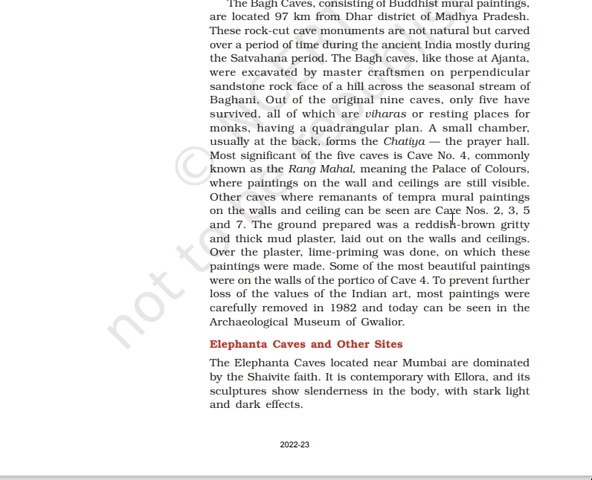 The Bagh Caves, consisting of Buddhist mural paintings,
are located 97 km from Dhar district of Madhya Pradesh.
These rock-cut cave monuments are not natural but carved
over a period of time during the ancient India mostly during
the Satvahana period. The Bagh caves, like those at Ajanta,
were excavated by master craftsmen on perpendicular
sandstone rock face of a hill across the seasonal stream of
Baghani. Out of the original nine caves, only five have
survived, all of which are viharas or resting places for
monks, having a quadrangular plan. A small chamber,
usually at the back, forms the Chatiya — the prayer hall.
Most significant of the five caves is Cave No. 4, commonly
known as the Rang Mahal, meaning the Palace of Colours,
where paintings on the wall and ceilings are still visible.
Other caves where remanants of tempra mural paintings
on the walls and ceiling can be seen are Cave Nos. 2, 3, 5
and 7. The ground prepared was a reddish-brown gritty
and thick mud plaster, laid out on the walls and ceilings.
Over the plaster, lime-priming was done, on which these
paintings were made. Some of the most beautiful paintings
were on the walls of the portico of Cave 4. To prevent further
loss of the values of the Indian art, most paintings were
carefully removed in 1982 and today can be seen in the
Archaeological Museum of Gwalior.
Elephanta Caves and Other Sites
The Elephanta Caves located near Mumbai are dominated
by the Shaivite faith. It is contemporary with Ellora, and its
sculptures show slenderness in the body, with stark light
and dark effects.
2022-23
© NCERT
not to be republis